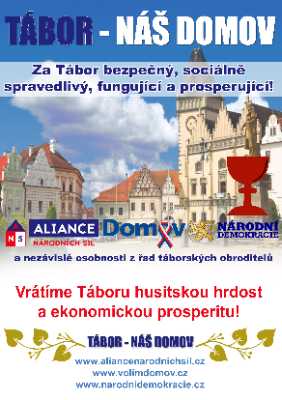 TÁBOR - NÁŠ DOMOV
Za Tábor bezpečný, sociálně
spravedlivý, fungující a prosperující!
NS ALIANCE NÁRODNÍCH SIL
Domov
NÁRODNÍ DEMOKRACIE
a nezávislé osobnosti z řad táborských obroditelů
Vrátíme Táboru husitskou hrdost
a ekonomickou prosperitu!
TÁBOR - NÁŠ DOMOV
www.aliancenarodnichsil.cz
www.volimdomov.cz
www.narodnidemokracie.cz